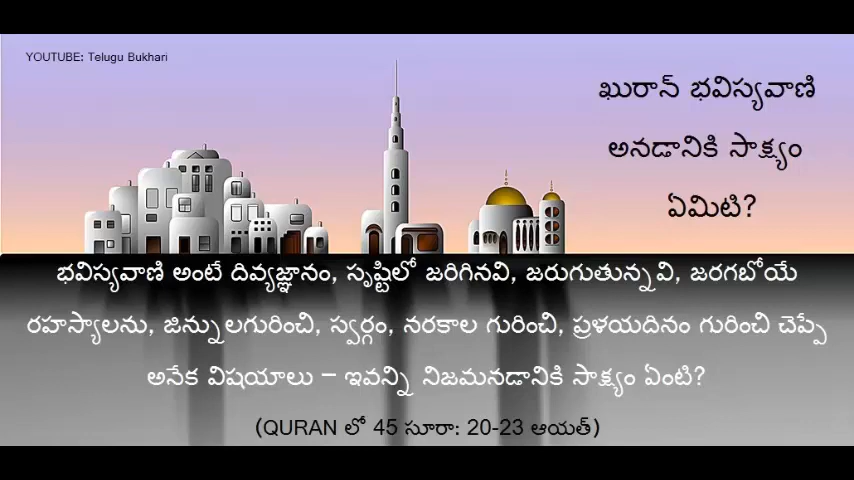 YOUTUBE: Telugu Bukhari
ఖురాన్ భవిస్యవాణి
అనడానికి సాక్ష్యం
ఏమిటి?
భవిస్యవాణి అంటే దివ్యజ్ఞానం, సృష్టిలో జరిగినవి, జరుగుతున్నవి, జరగబోయే
రహస్యాలను, జిన్నులగురించి, స్వర్గం, నరకాల గురించి, ప్రళయదినం గురించి చెప్పే
అనేక విషయాలు – ఇవన్ని నిజమనడానికి సాక్ష్యం ఏంటి?
(QURAN లో 45 సూరా: 20-23 ఆయత్)